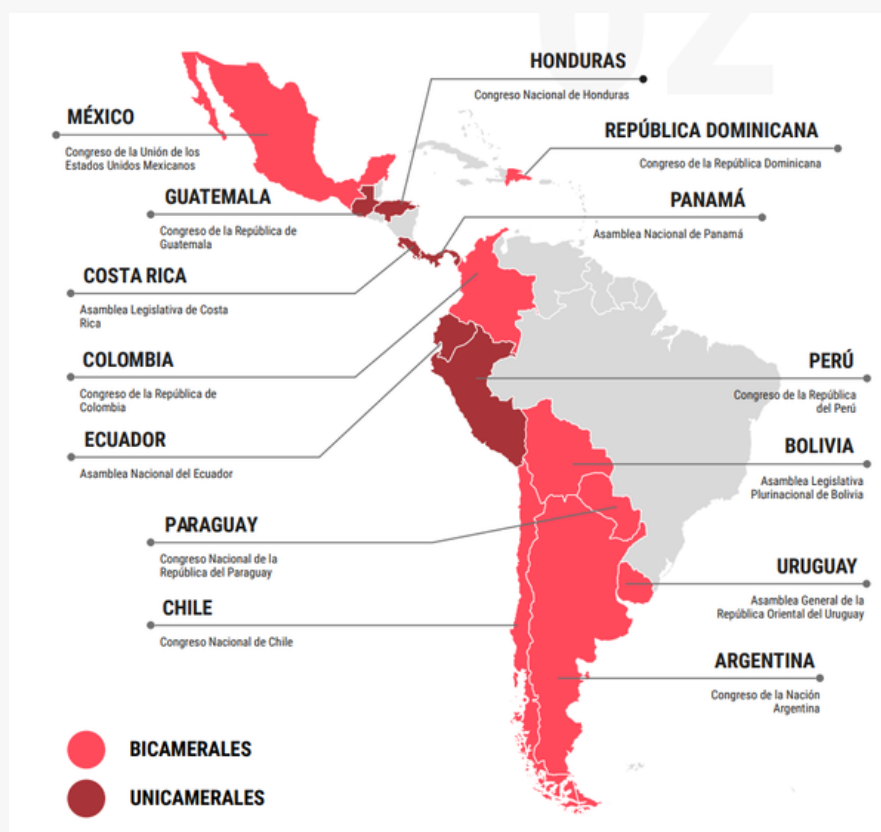 02
HONDURAS
Congreso Nacional de Honduras
MÉXICO
Congreso de la Unión de los
Estados Unidos Mexicanos
REPÚBLICA DOMINICANA
Congreso de la República Dominicana
GUATEMALA
Congreso de la República de
Guatemala
PANAMÁ
Asamblea Nacional de Panamá
COSTA RICA
Asamblea Legislativa de Costa
Rica
COLOMBIA
Congreso de la República de
Colombia
PERÚ
Congreso de la República
del Perú
ECUADOR
Asamblea Nacional del Ecuador
BOLIVIA
Asamblea Legislativa
Plurinacional de Bolivia
PARAGUAY
Congreso Nacional de la
República del Paraguay
URUGUAY
Asamblea General de la
República Oriental del Uruguay
CHILE
Congreso Nacional de Chile
ARGENTINA
Congreso de la Nación
Argentina
BICAMERALES
UNICAMERALES